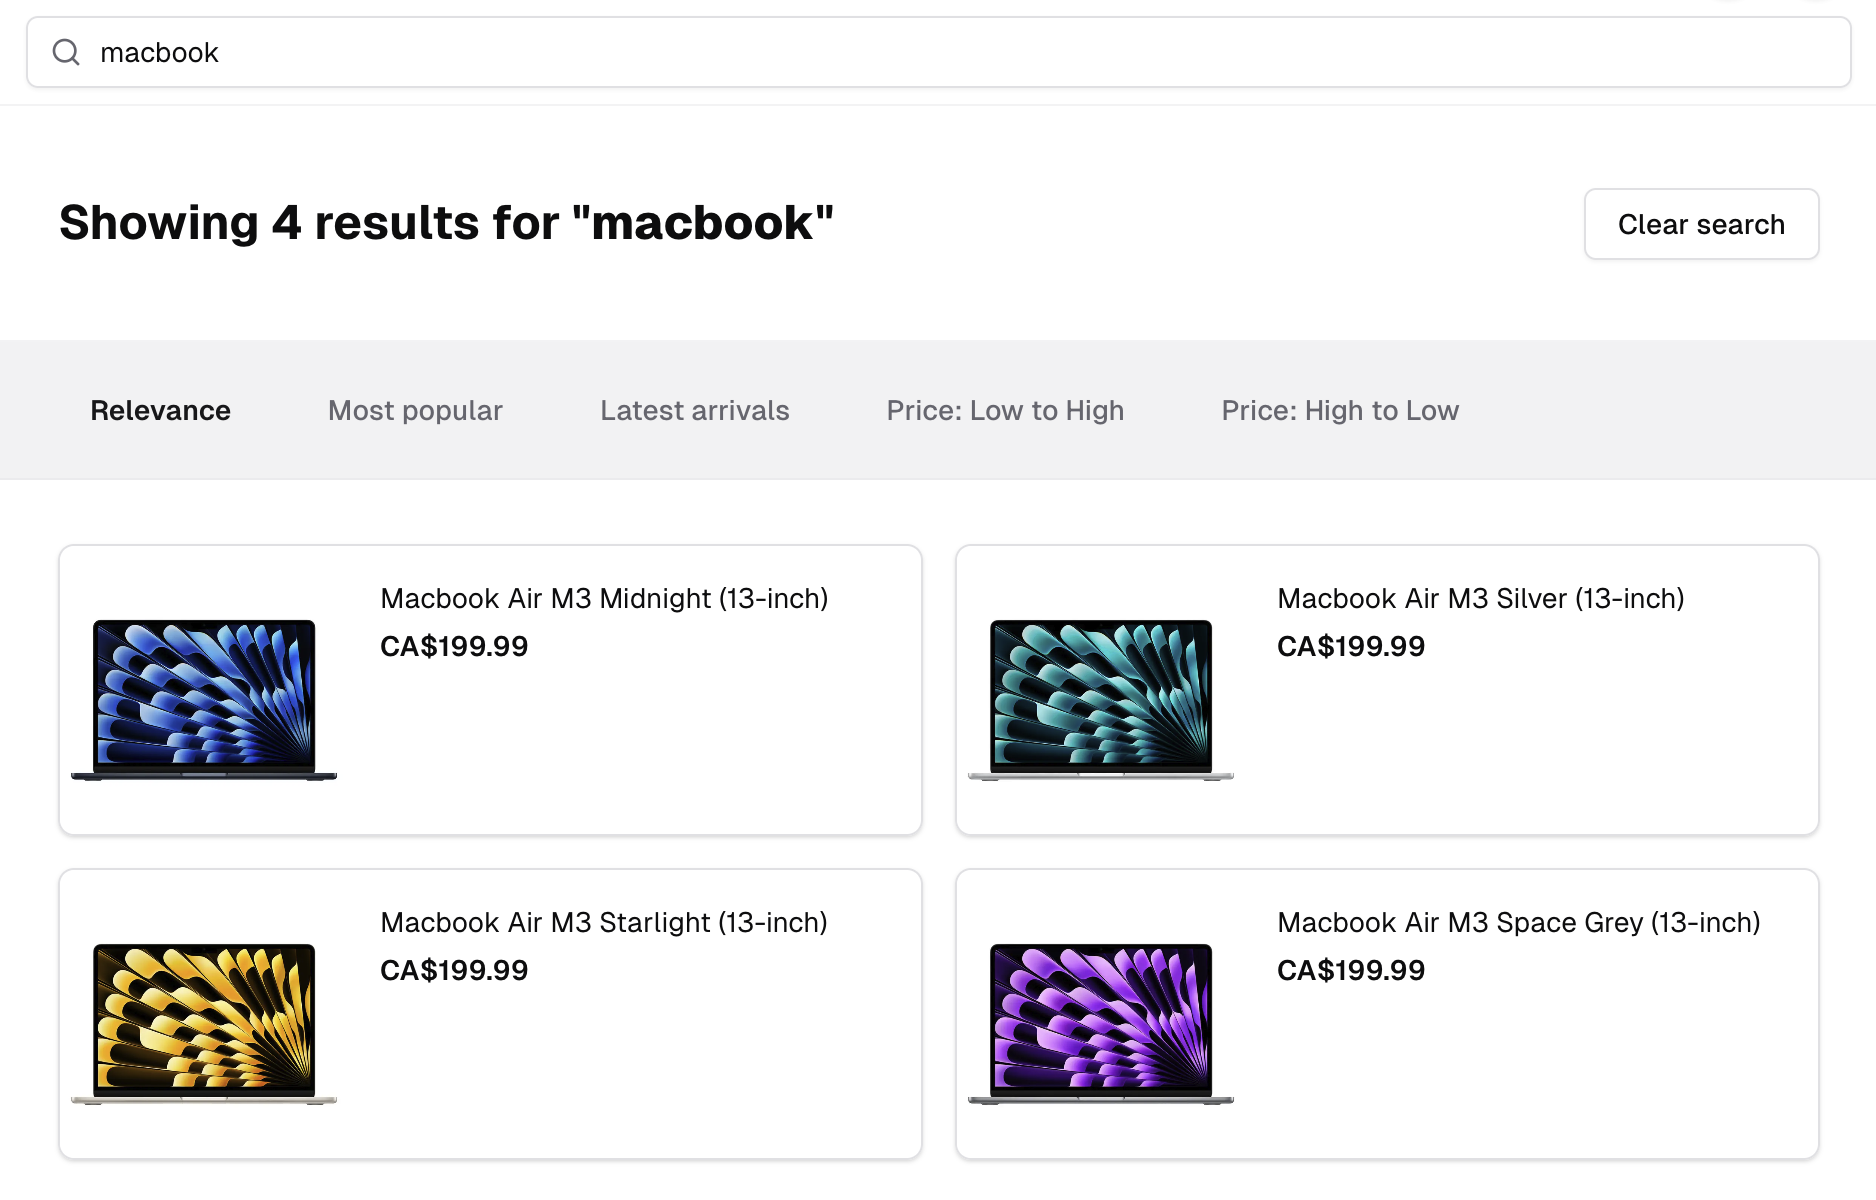 macbook
Showing 4 results for "macbook"
Clear search
Relevance
Most popular
Latest arrivals
Price: Low to High
Price: High to Low
Macbook Air M3 Midnight (13-inch)
CA$199.99
Macbook Air M3 Silver (13-inch)
CA$199.99
Macbook Air M3 Starlight (13-inch)
CA$199.99
Macbook Air M3 Space Grey (13-inch)
CA$199.99